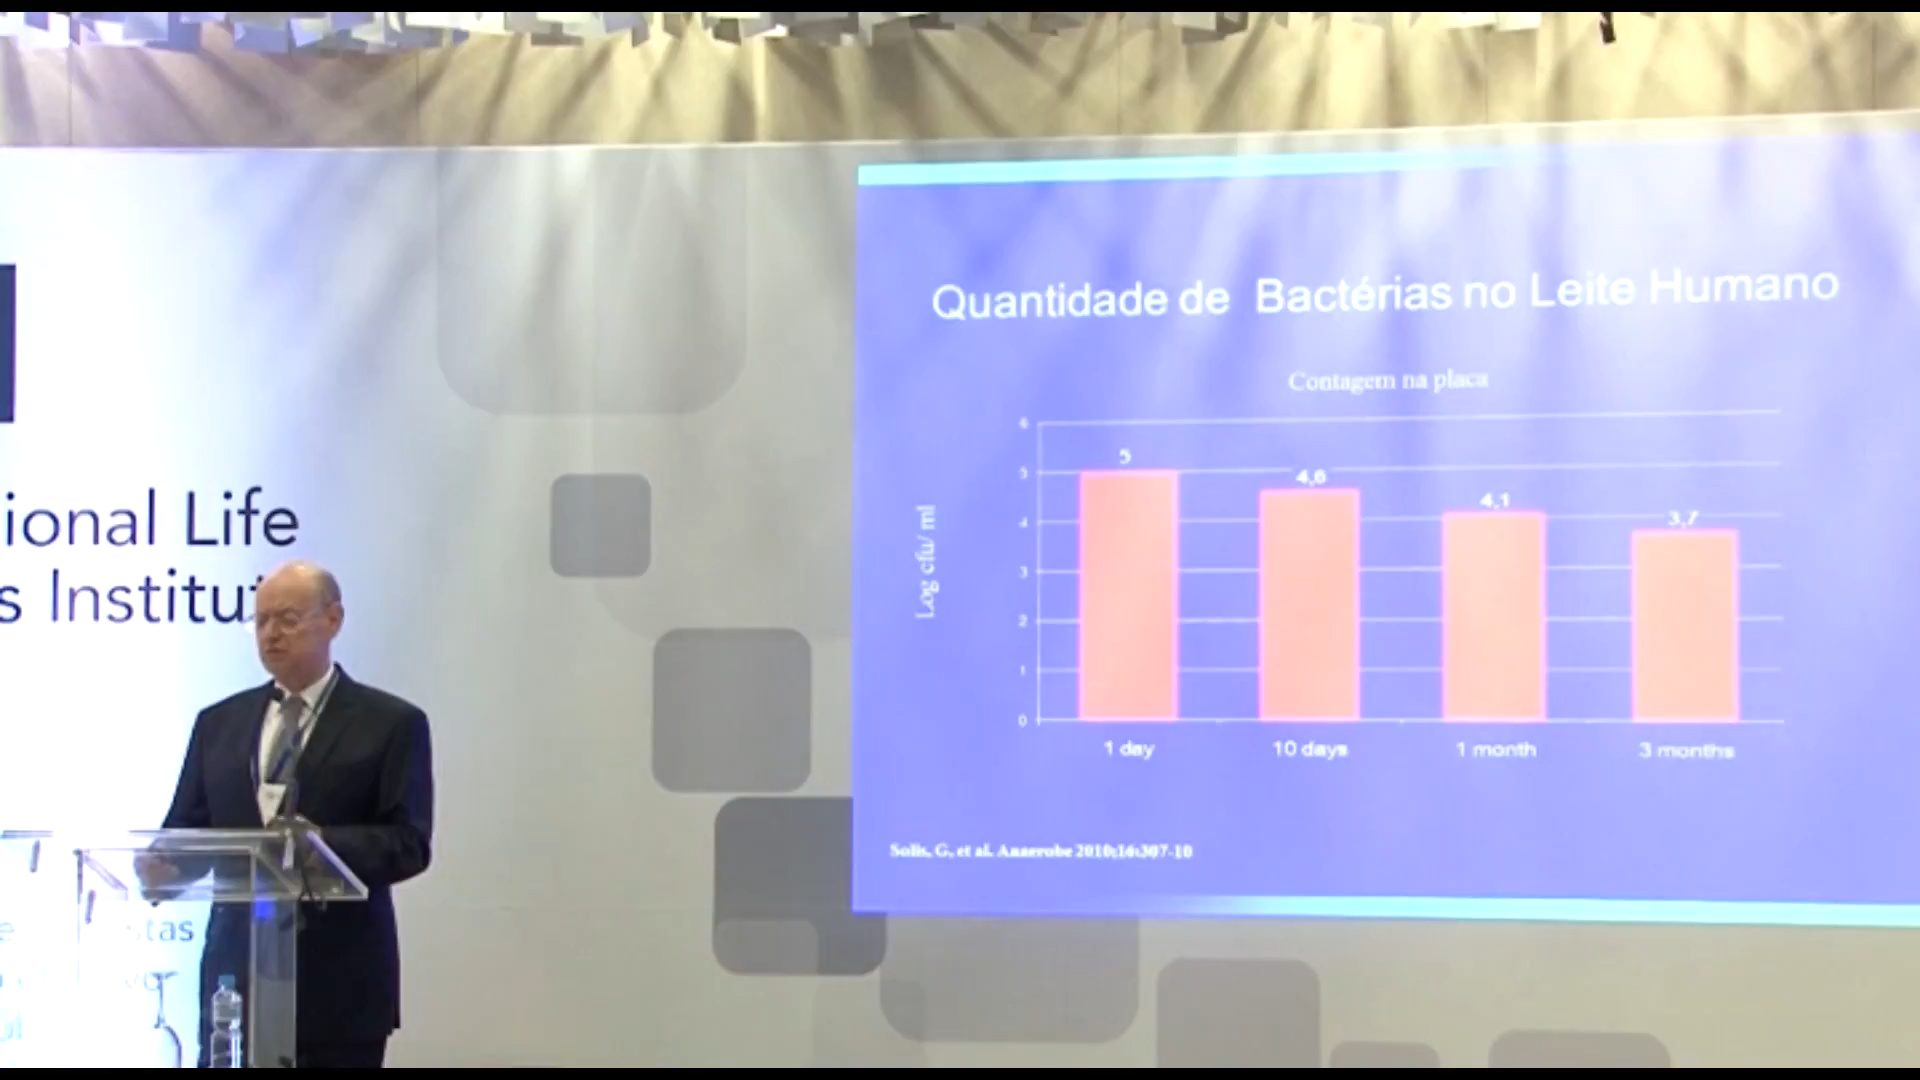 ional Life
s Institut
stas
Quantidade de Bactérias no Leite Humano
Contagem na placa
Log cfu/ ml
6
5
4
3
2
1
0
5
4,6
4,1
3,7
1 day
10 days
1 month
3 months
Solis, G, et al. Anaerobe 2010;16:307-10